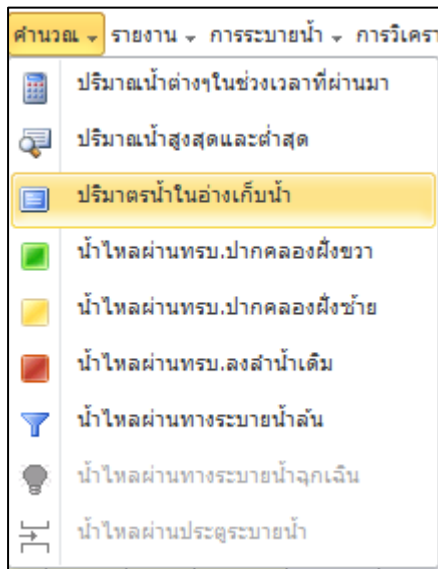 คำนวณ รายงาน การระบายน้ำ การวิเครา
ปริมาณน้ำต่างๆในช่วงเวลาที่ผ่านมา
ปริมาณน้ำสูงสุดและต่ำสุด
ปริมาตรน้ำในอ่างเก็บน้ำ
น้ำไหลผ่านทรบ.ปากคลองฝั่งขวา
น้ำไหลผ่านทรบ.ปากคลองฝั่งซ้าย
น้ำไหลผ่านทรบ.ลงลำน้ำเดิม
น้ำไหลผ่านทางระบายน้ำล้น
น้ำไหลผ่านทางระบายน้ำฉุกเฉิน
น้ำไหลผ่านประตูระบายน้ำ